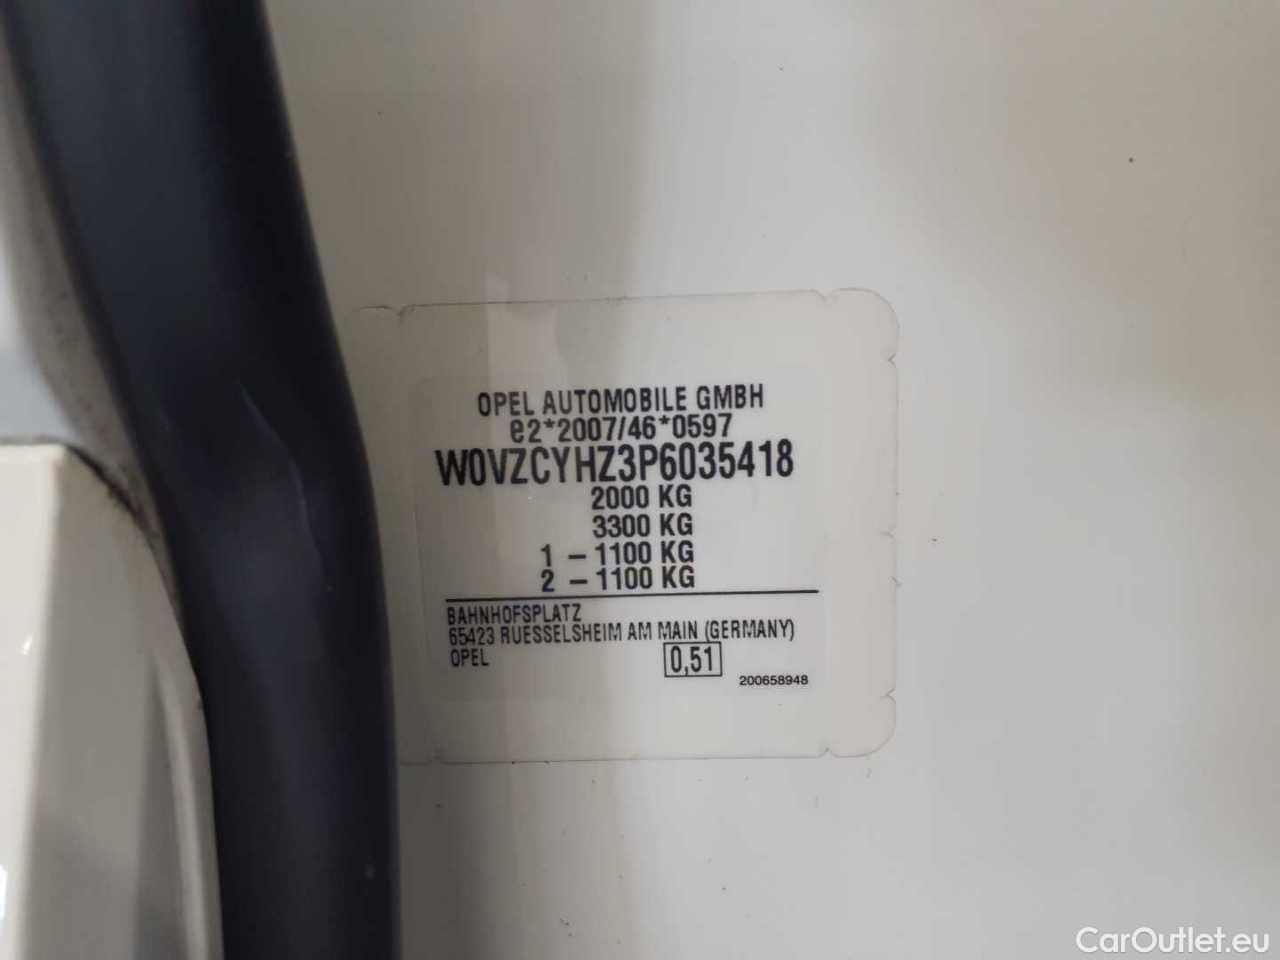 OPEL AUTOMOBILE GMBH
e2*2007/46*0597
W0VZCYHZ3P6035418
2000 KG
3300 KG
1 - 1100 KG
2 - 1100 KG
BAHNHOFSPLATZ
65423 RUESSELSHEIM AM MAIN (GERMANY)
OPEL
0,51
200658948
CarOutlet.eu